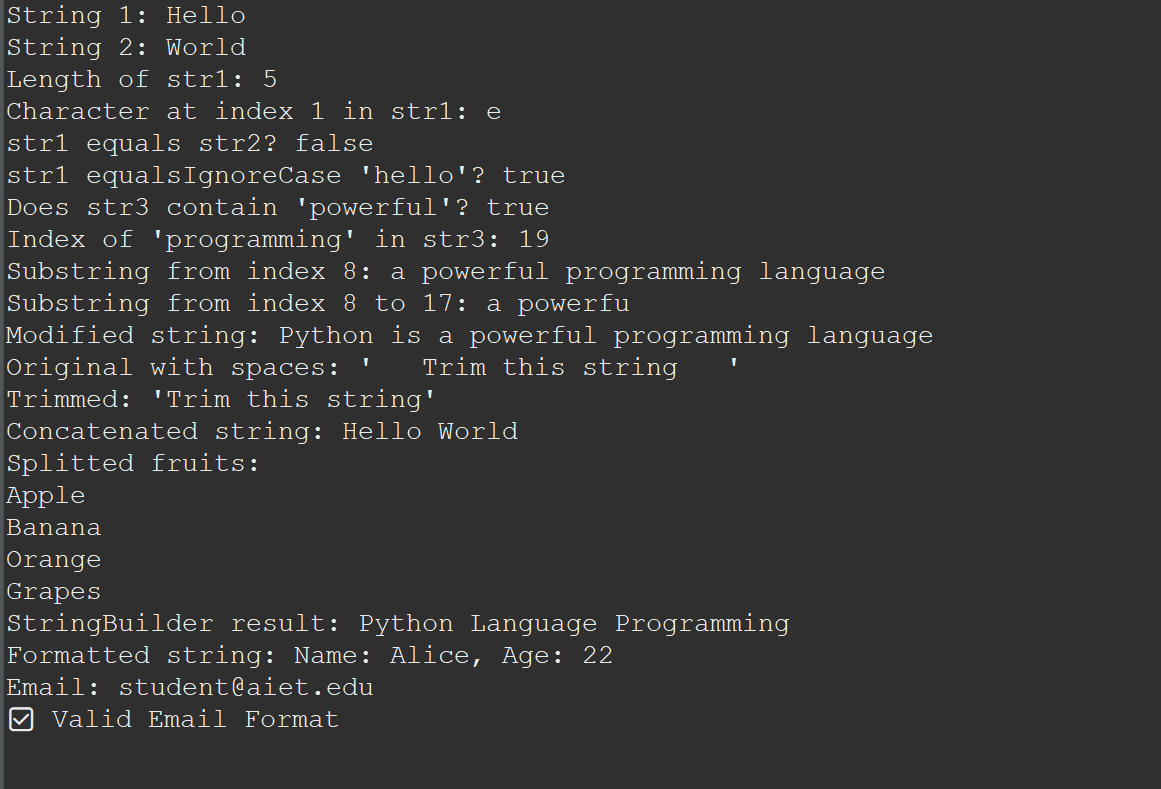 String 1: Hello
String 2: World
Length of str1: 5
Character at index 1 in str1: e
str1 equals str2? false
str1 equalsIgnoreCase 'hello'? true
Does str3 contain 'powerful'? true
Index of 'programming' in str3: 19
Substring from index 8: a powerful programming language
Substring from index 8 to 17: a powerfu
Modified string: Python is a powerful programming language
Original with spaces: '   Trim this string   '
Trimmed: 'Trim this string'
Concatenated string: Hello World
Splitted fruits:
Apple
Banana
Orange
Grapes
StringBuilder result: Python Language Programming
Formatted string: Name: Alice, Age: 22
Email: student@aiet.edu
☑ Valid Email Format